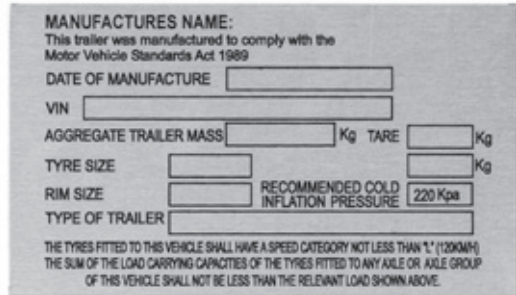 MANUFACTURES NAME:
This trailer was manufactured to comply with the
Motor Vehicle Standards Act 1989
DATE OF MANUFACTURE
VIN
AGGREGATE TRAILER MASS Kg TARE Kg
TYRE SIZE Kg
RIM SIZE RECOMMENDED COLD INFLATION PRESSURE 220 Kpa
TYPE OF TRAILER
THE TYRES FITTED TO THIS VEHICLE SHALL HAVE A SPEED CATEGORY NOT LESS THAN "L" (120KM/H)
THE SUM OF THE LOAD CARRYING CAPACITIES OF THE TYRES FITTED TO ANY AXLE OR AXLE GROUP
OF THIS VEHICLE SHALL NOT BE LESS THAN THE RELEVANT LOAD SHOWN ABOVE.